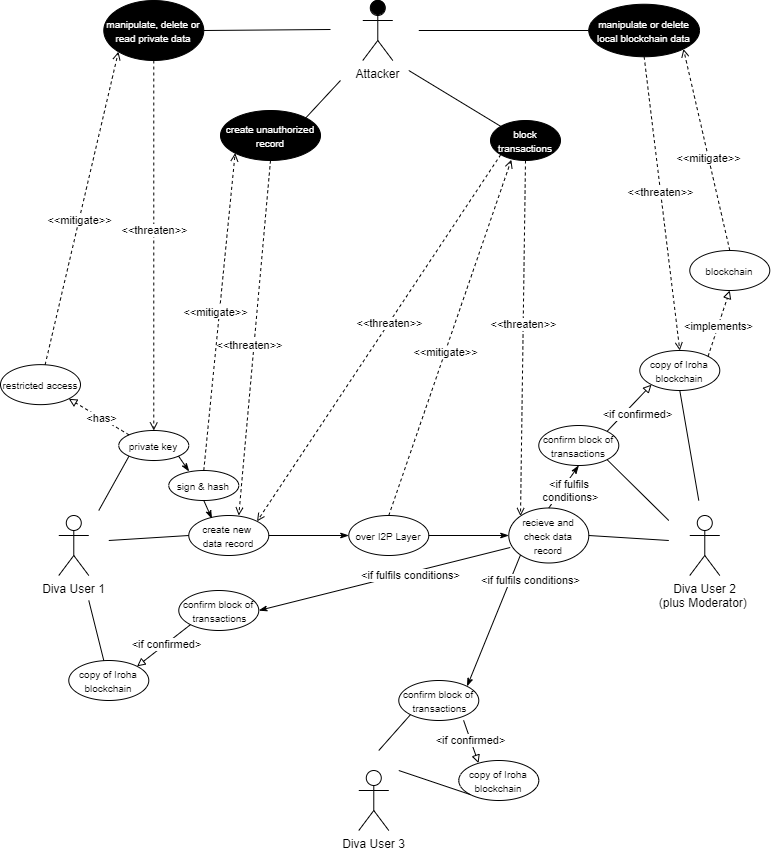 manipulate, delete or
read private data
manipulate or delete
local blockchain data
Attacker
create unauthorized
record
block
transactions
<<mitigate>>
<<threaten>>
<<mitigate>>
<<threaten>>
blockchain
<<mitigate>>
<<threaten>>
<<threaten>>
<<mitigate>>
<<threaten>>
<implements>
copy of Iroha
blockchain
restricted access
<has>
<if confirmed>
private key
confirm block of
transactions
sign & hash
<if fulfils
conditions>
create new
data record
over I2P Layer
recieve and
check data
record
Diva User 1
Diva User 2
(plus Moderator)
<if fulfils conditions>
<if fulfils conditions>
confirm block of
transactions
<if confirmed>
copy of Iroha
blockchain
confirm block of
transactions
<if confirmed>
copy of Iroha
blockchain
Diva User 3